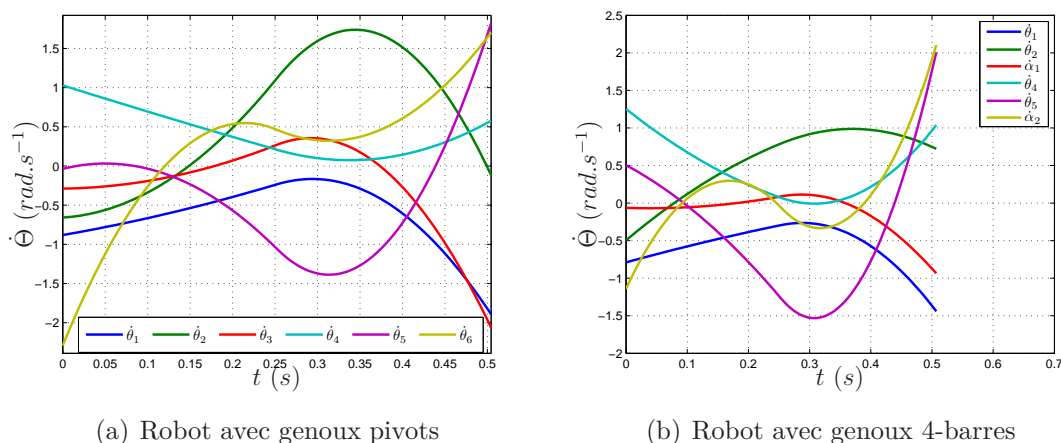 1.5
1
0.5
0
−0.5
−1
−1.5
−2
0 0.05 0.1 0.15 0.2 0.25 0.3 0.35 0.4 0.45 0.5
Θ̇ (rad.s⁻¹)
t (s)
θ̇₁ θ̇₂ θ̇₃ θ̇₄ θ̇₅ θ̇₆
(a) Robot avec genoux pivots
2.5
2
1.5
1
0.5
0
−0.5
−1
−1.5
−2
0 0.1 0.2 0.3 0.4 0.5 0.6 0.7
Θ̇ (rad.s⁻¹)
t (s)
θ̇₁
θ̇₂
α̇₁
θ̇₄
θ̇₅
α̇₂
(b) Robot avec genoux 4-barres